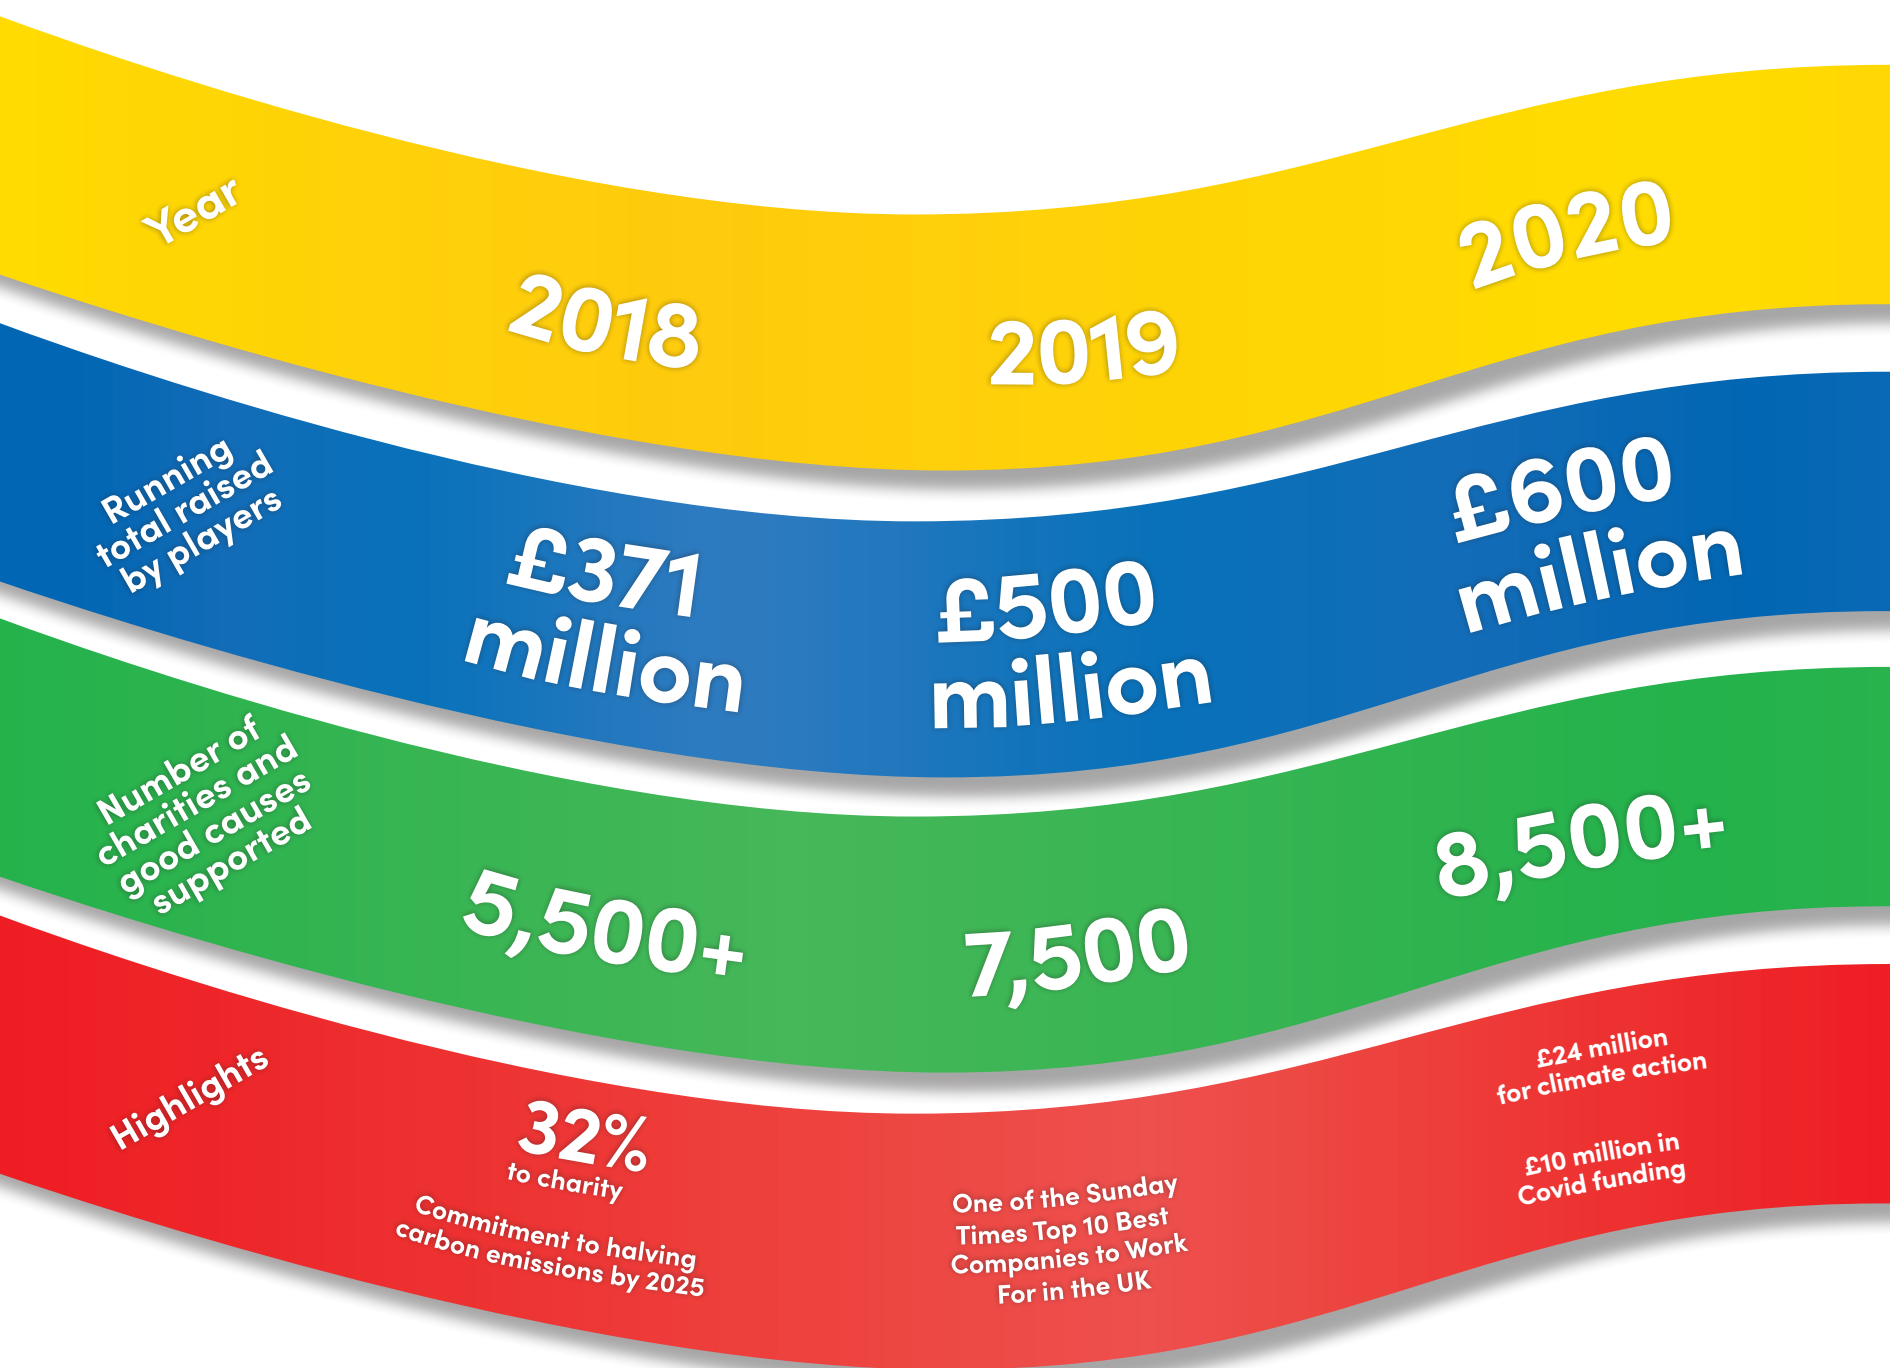 Year
2018
2019
2020
Running
total raised
by players
£371
million
£500
million
£600
million
Number of
charities and
good causes
supported
5,500+
7,500
8,500+
Highlights
32%
to charity
Commitment to halving
carbon emissions by 2025
One of the Sunday
Times Top 10 Best
Companies to Work
For in the UK
£24 million
for climate action
£10 million in
Covid funding